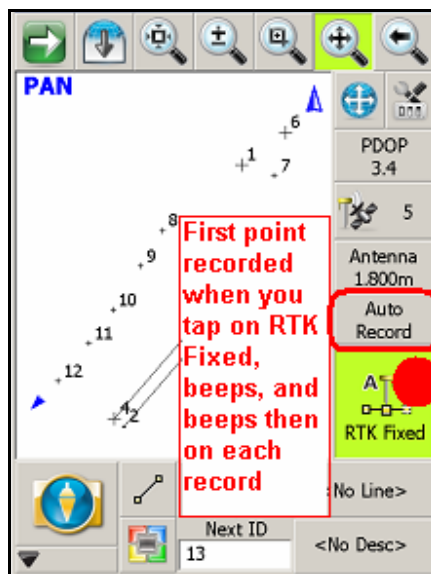 PAN
6
1
7
8
9
10
11
12
42
First point
recorded
when you
tap on RTK
Fixed,
beeps, and
beeps then
on each
record
PDOP
3.4
5
Antenna
1.800m
Auto
Record
A
RTK Fixed
No Line>
Next ID
13
<No Desc>